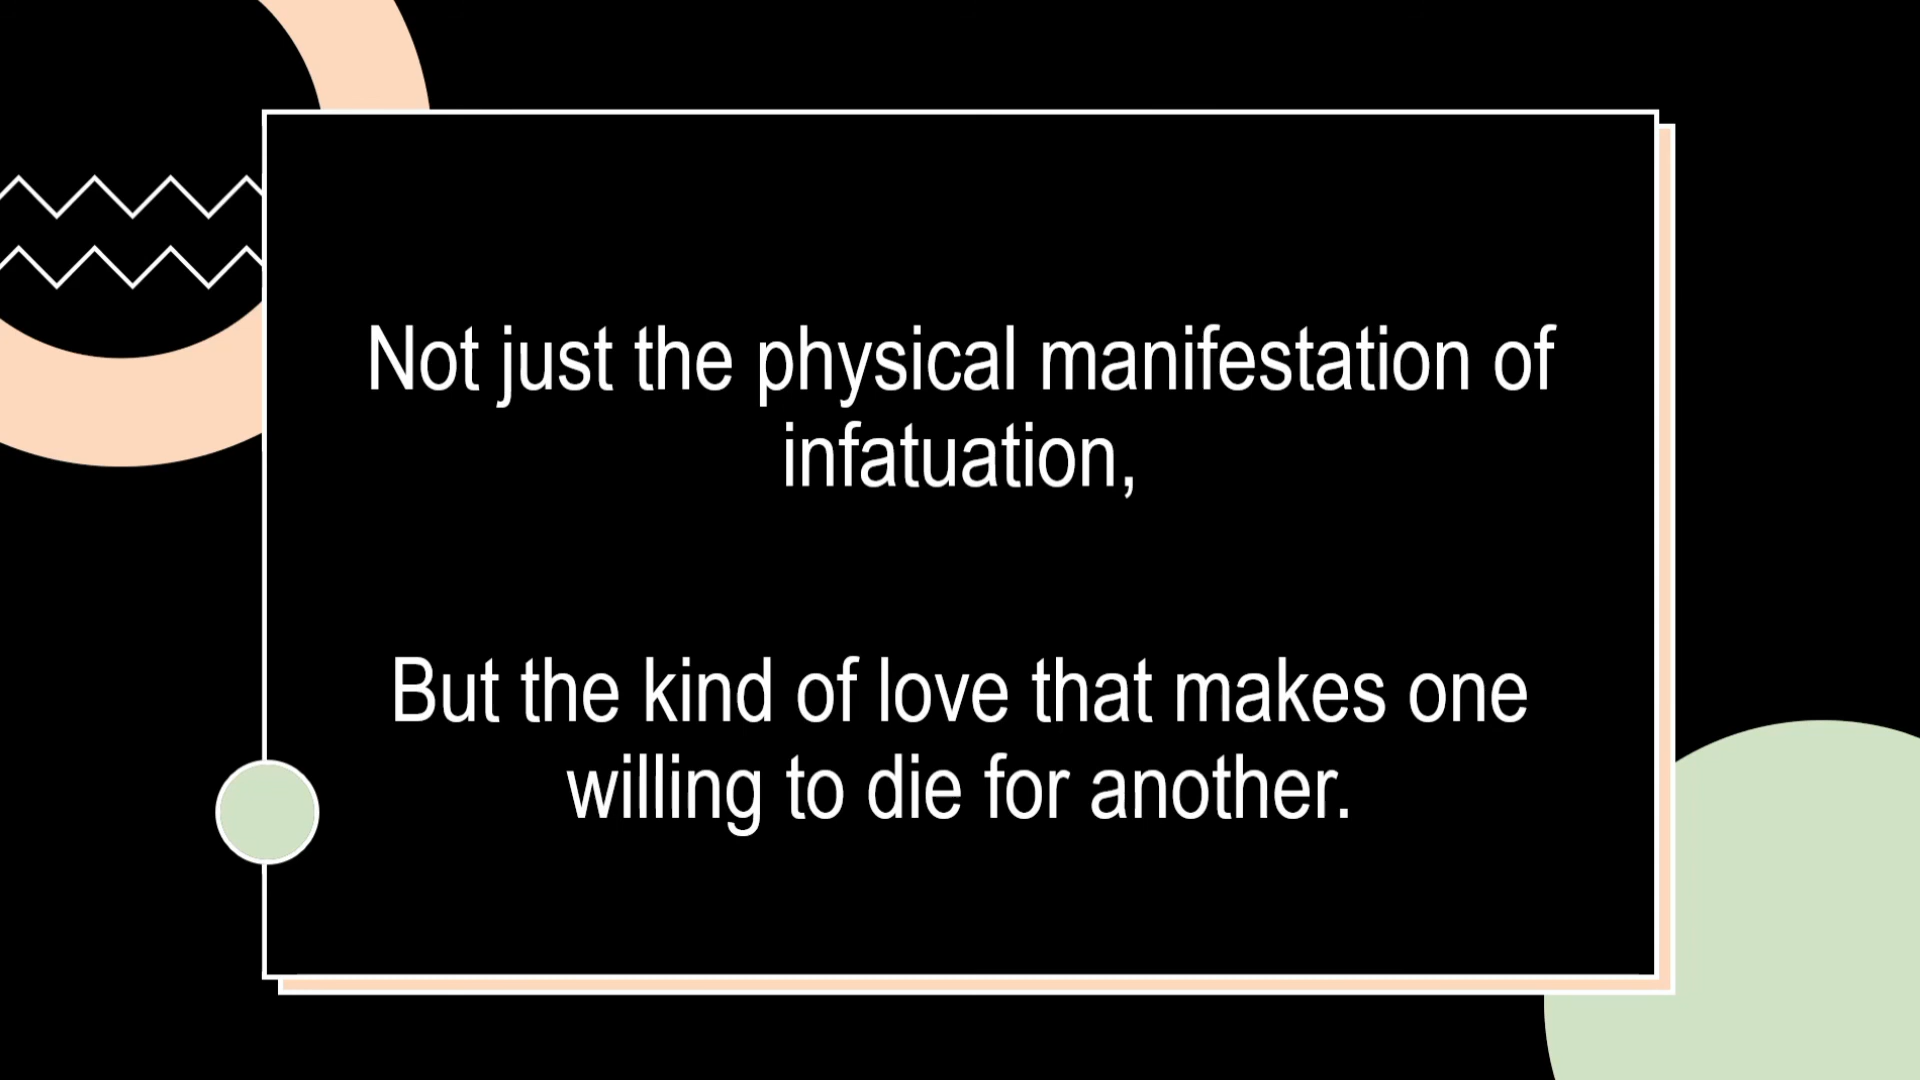 Not just the physical manifestation of
infatuation,
But the kind of love that makes one
willing to die for another.